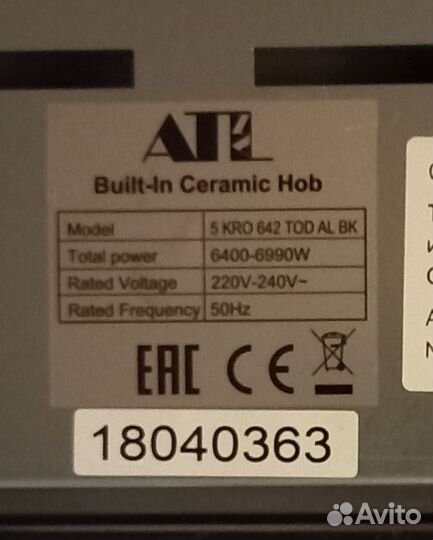 ATL
Built-In Ceramic Hob
Model 5 KRO 642 TOD AL BK
Total power 6400-6990W
Rated Voltage 220V-240V~
Rated Frequency 50Hz
EAC CE
18040363
Avito